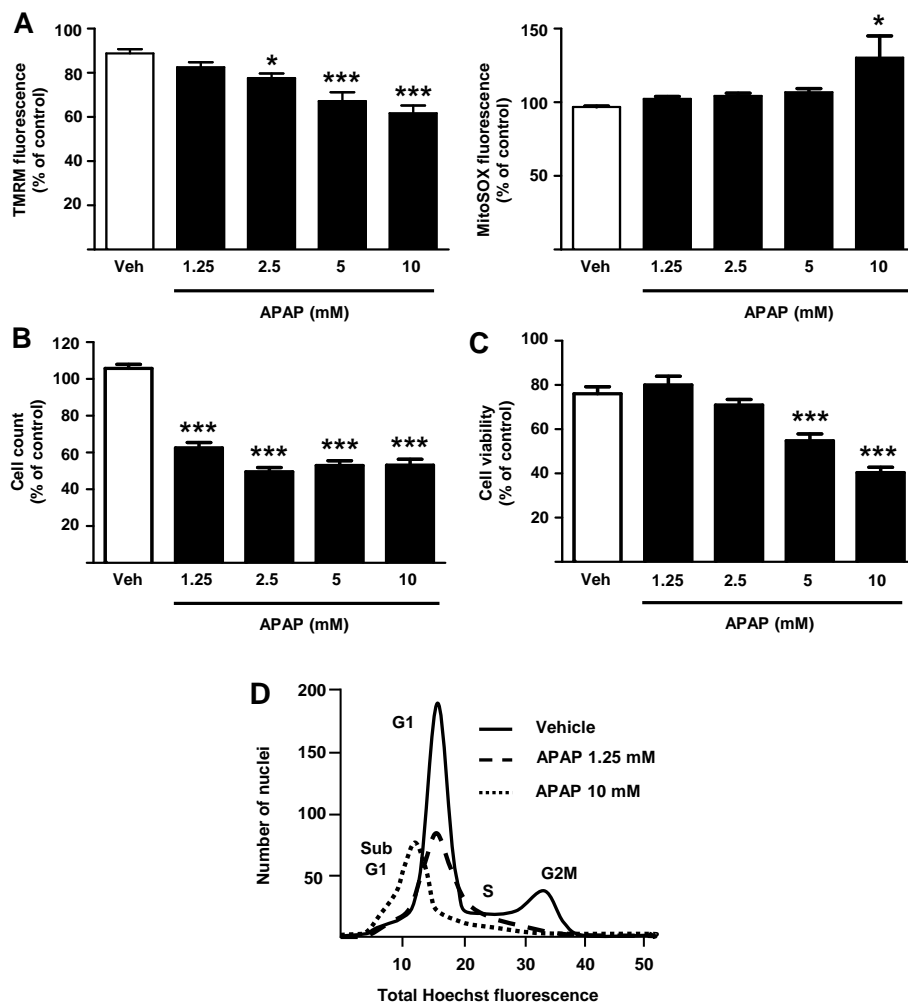 A
TMRM fluorescence
(% of control)
100
80
60
40
20
*
***
***
Veh
1.25
2.5
5
10
APAP (mM)
MitoSOX fluorescence
(% of control)
150
100
50
*
Veh
1.25
2.5
5
10
APAP (mM)
B
Cell count
(% of control)
120
100
80
60
40
20
***
***
***
***
Veh
1.25
2.5
5
10
APAP (mM)
C
Cell viability
(% of control)
100
80
60
40
20
***
***
Veh
1.25
2.5
5
10
APAP (mM)
D
Number of nuclei
200
150
100
50
G1
Sub
G1
S
G2M
Vehicle
APAP 1.25 mM
APAP 10 mM
10
20
30
40
50
Total Hoechst fluorescence